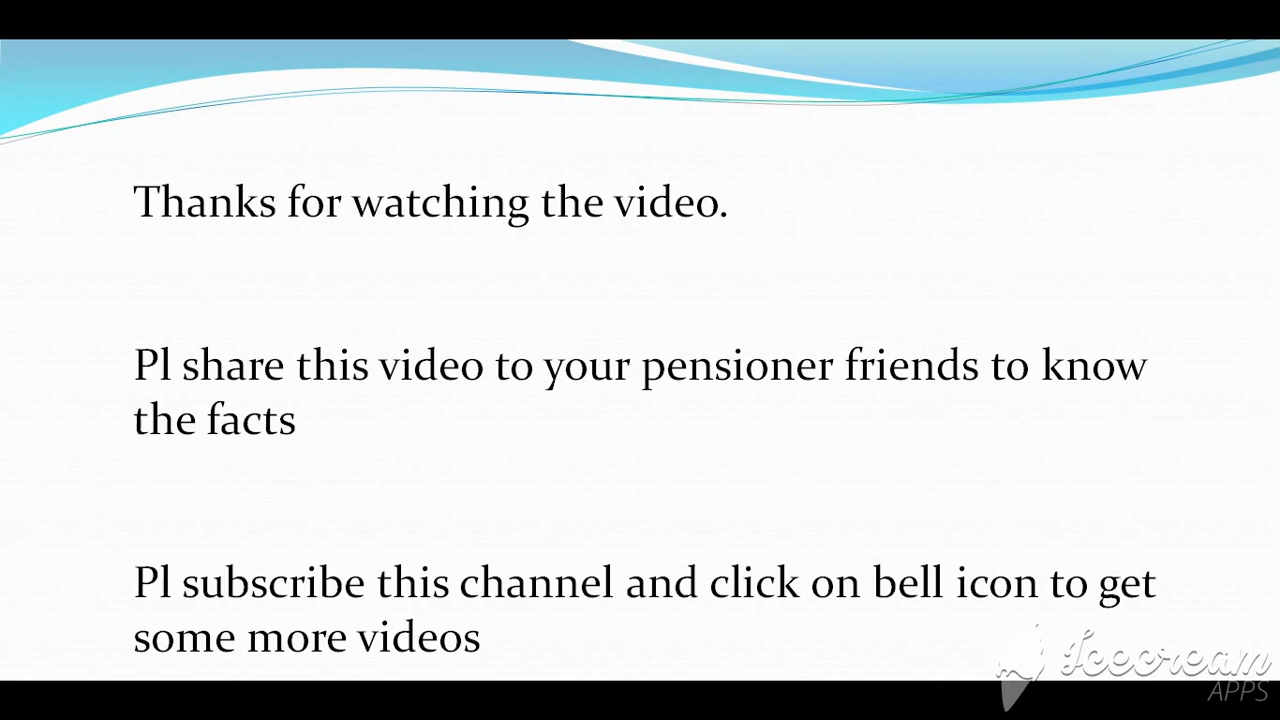 Thanks for watching the video.
Pl share this video to your pensioner friends to know
the facts
Pl subscribe this channel and click on bell icon to get
some more videos
Icecream
APPS